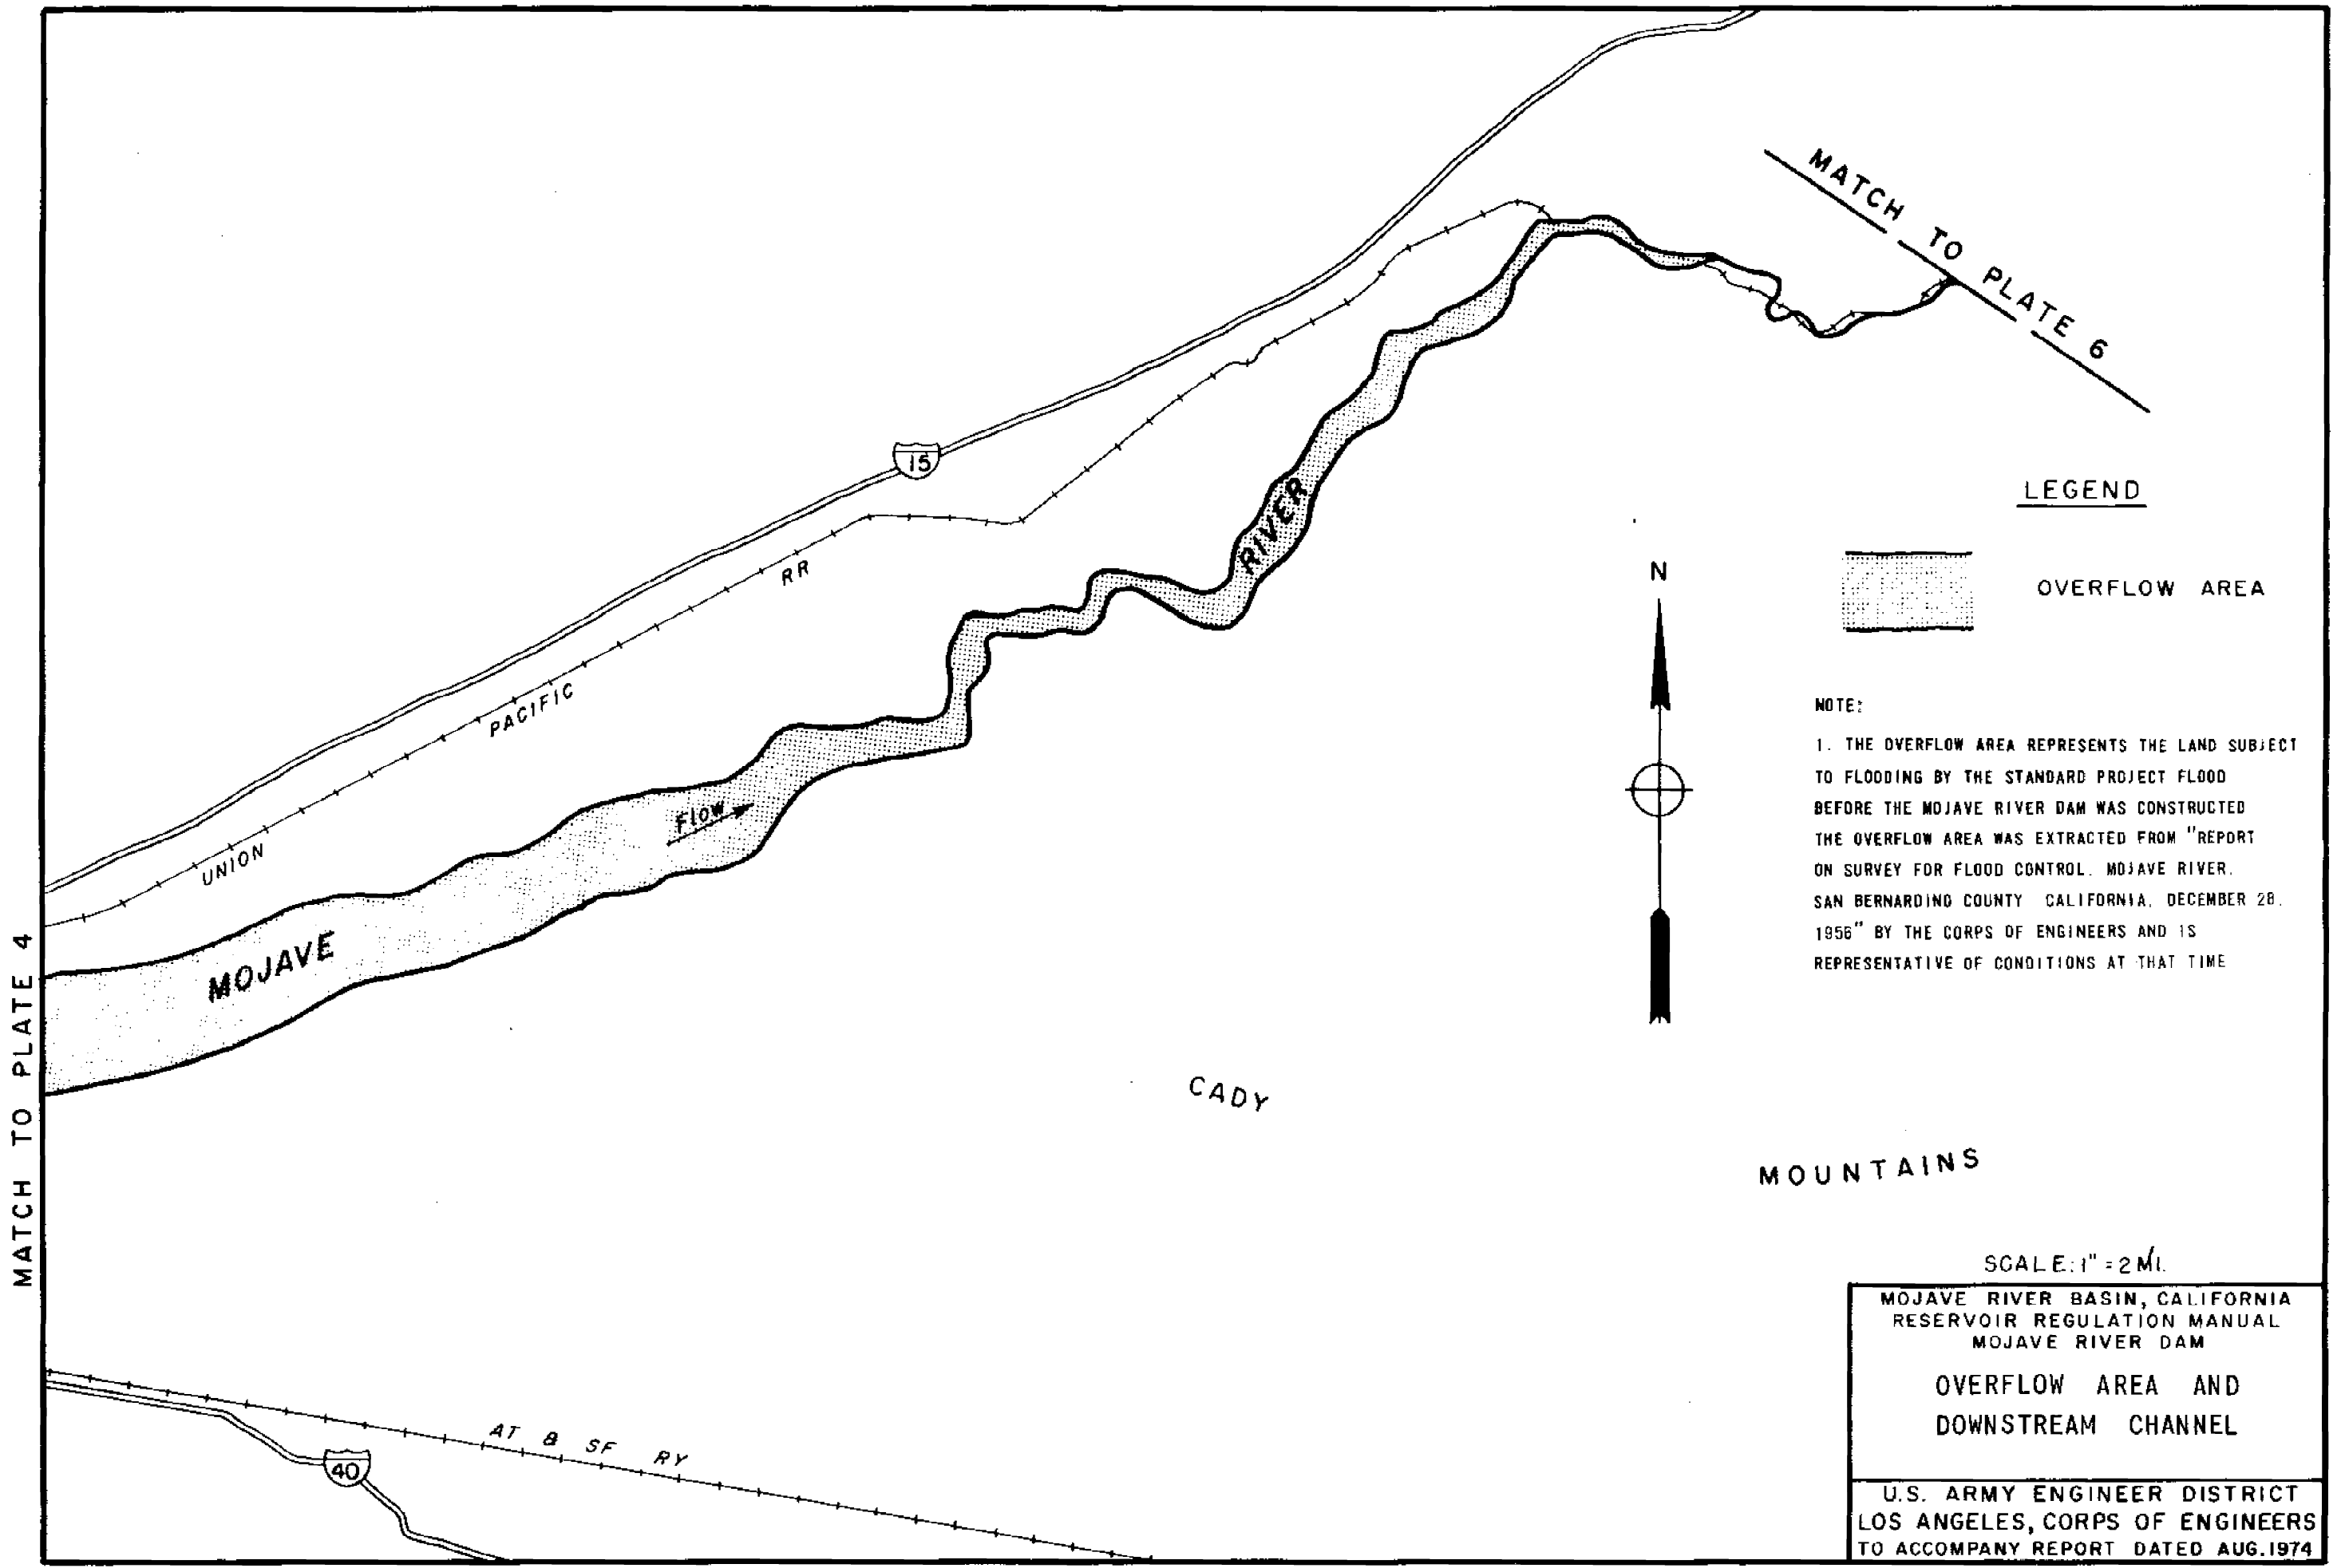 MATCH TO PLATE 6
15
LEGEND
OVERFLOW AREA
RIVER
N
RR
PACIFIC
NOTE:
1. THE OVERFLOW AREA REPRESENTS THE LAND SUBJECT
TO FLOODING BY THE STANDARD PROJECT FLOOD
BEFORE THE MOJAVE RIVER DAM WAS CONSTRUCTED
THE OVERFLOW AREA WAS EXTRACTED FROM "REPORT
ON SURVEY FOR FLOOD CONTROL. MOJAVE RIVER.
SAN BERNARDINO COUNTY CALIFORNIA, DECEMBER 28,
1956" BY THE CORPS OF ENGINEERS AND IS
REPRESENTATIVE OF CONDITIONS AT THAT TIME
FLOW
UNION
MOJAVE
MATCH TO PLATE 4
CADY
MOUNTAINS
SCALE: 1" = 2 MI.
MOJAVE RIVER BASIN, CALIFORNIA
RESERVOIR REGULATION MANUAL
MOJAVE RIVER DAM
OVERFLOW AREA AND
DOWNSTREAM CHANNEL
AT & SF RY
40
U.S. ARMY ENGINEER DISTRICT
LOS ANGELES, CORPS OF ENGINEERS
TO ACCOMPANY REPORT DATED AUG.1974